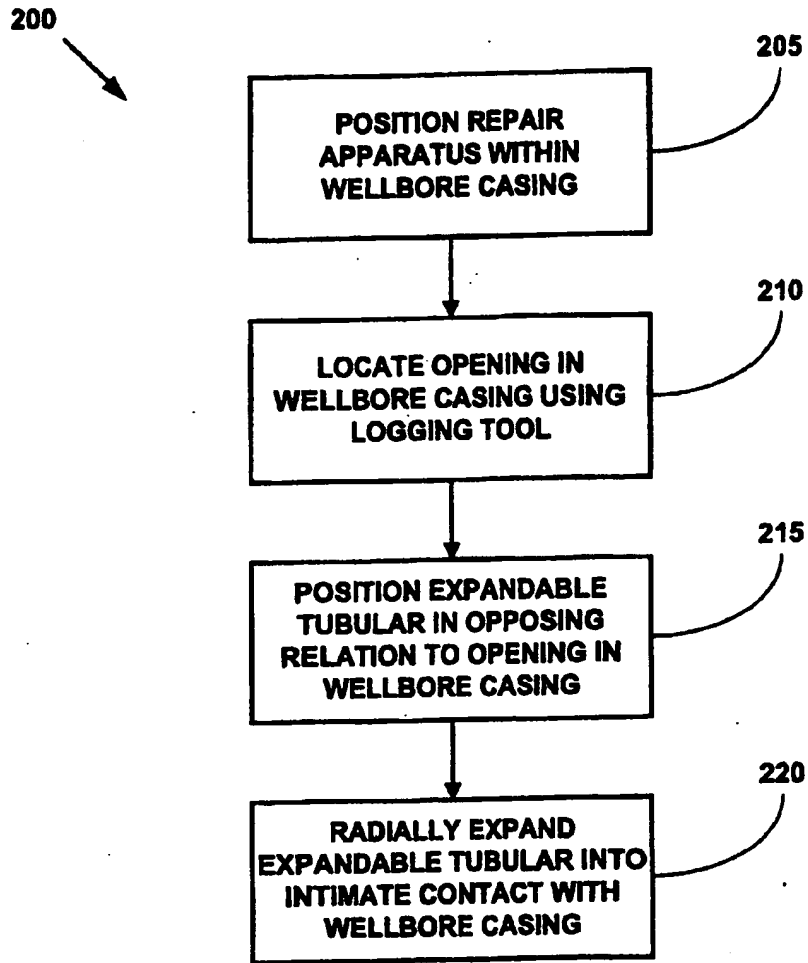 200
205
POSITION REPAIR
APPARATUS WITHIN
WELLBORE CASING
210
LOCATE OPENING IN
WELLBORE CASING USING
LOGGING TOOL
215
POSITION EXPANDABLE
TUBULAR IN OPPOSING
RELATION TO OPENING IN
WELLBORE CASING
220
RADIALLY EXPAND
EXPANDABLE TUBULAR INTO
INTIMATE CONTACT WITH
WELLBORE CASING